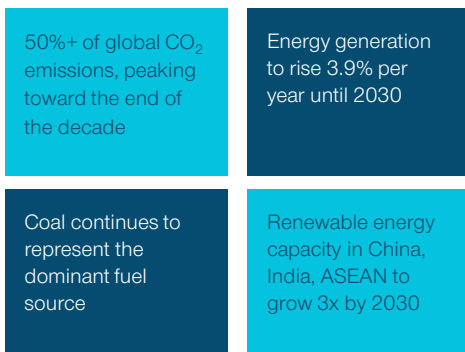 50%+ of global CO₂
emissions, peaking
toward the end of
the decade
Energy generation
to rise 3.9% per
year until 2030
Coal continues to
represent the
dominant fuel
source
Renewable energy
capacity in China,
India, ASEAN to
grow 3x by 2030